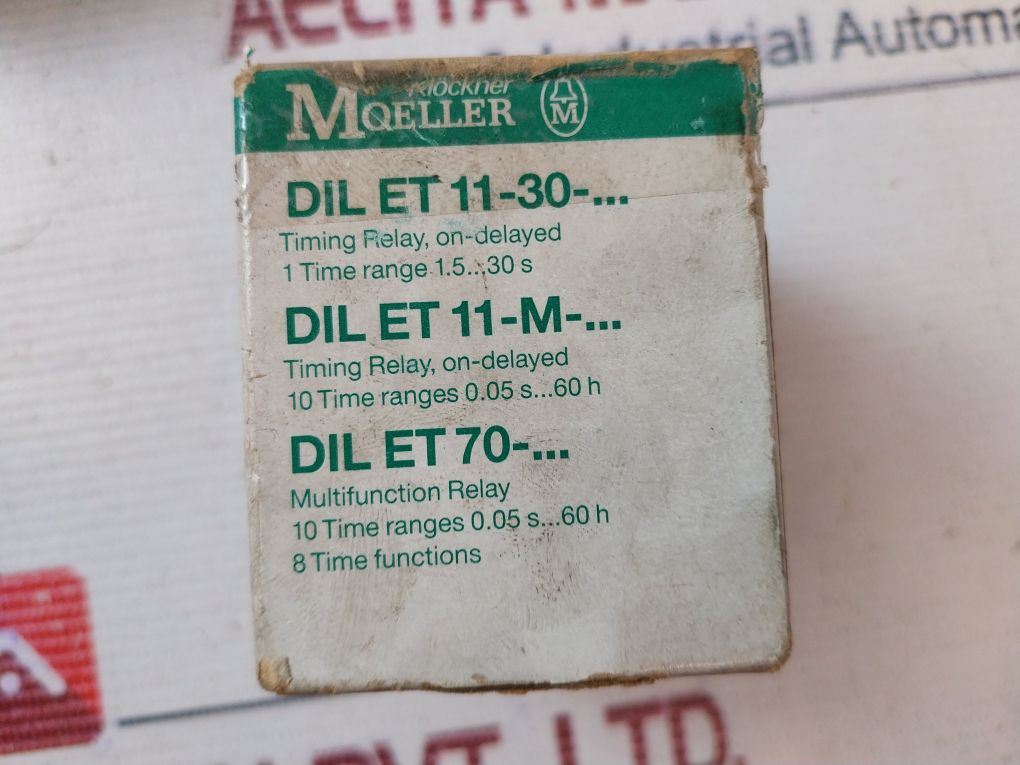 Industrial Automa
Klöckner
MOELLER
M
DIL ET 11-30-...
Timing Relay, on-delayed
1 Time range 1.5...30 s
DIL ET 11-M-...
Timing Relay, on-delayed
10 Time ranges 0.05 s...60 h
DIL ET 70-...
Multifunction Relay
10 Time ranges 0.05 s...60 h
8 Time functions
A
PVT. LTD.